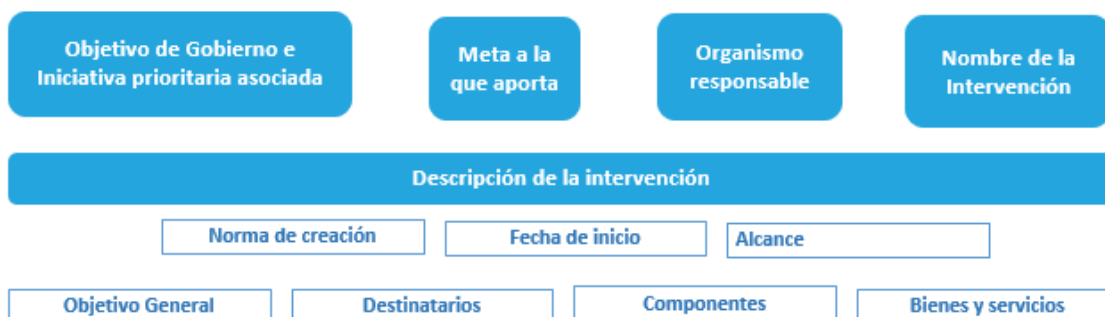 Objetivo de Gobierno e
Iniciativa prioritaria asociada
Meta a la
que aporta
Organismo
responsable
Nombre de la
Intervención
Descripción de la intervención
Norma de creación
Fecha de inicio
Alcance
Objetivo General
Destinatarios
Componentes
Bienes y servicios